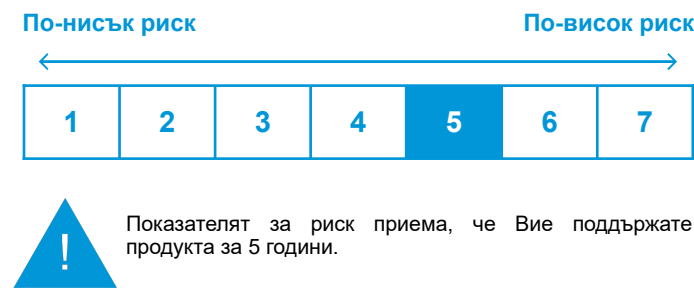 По-нисък риск По-висок риск
1 2 3 4 5 6 7
!
Показателят за риск приема, че Вие поддържате
продукта за 5 години.